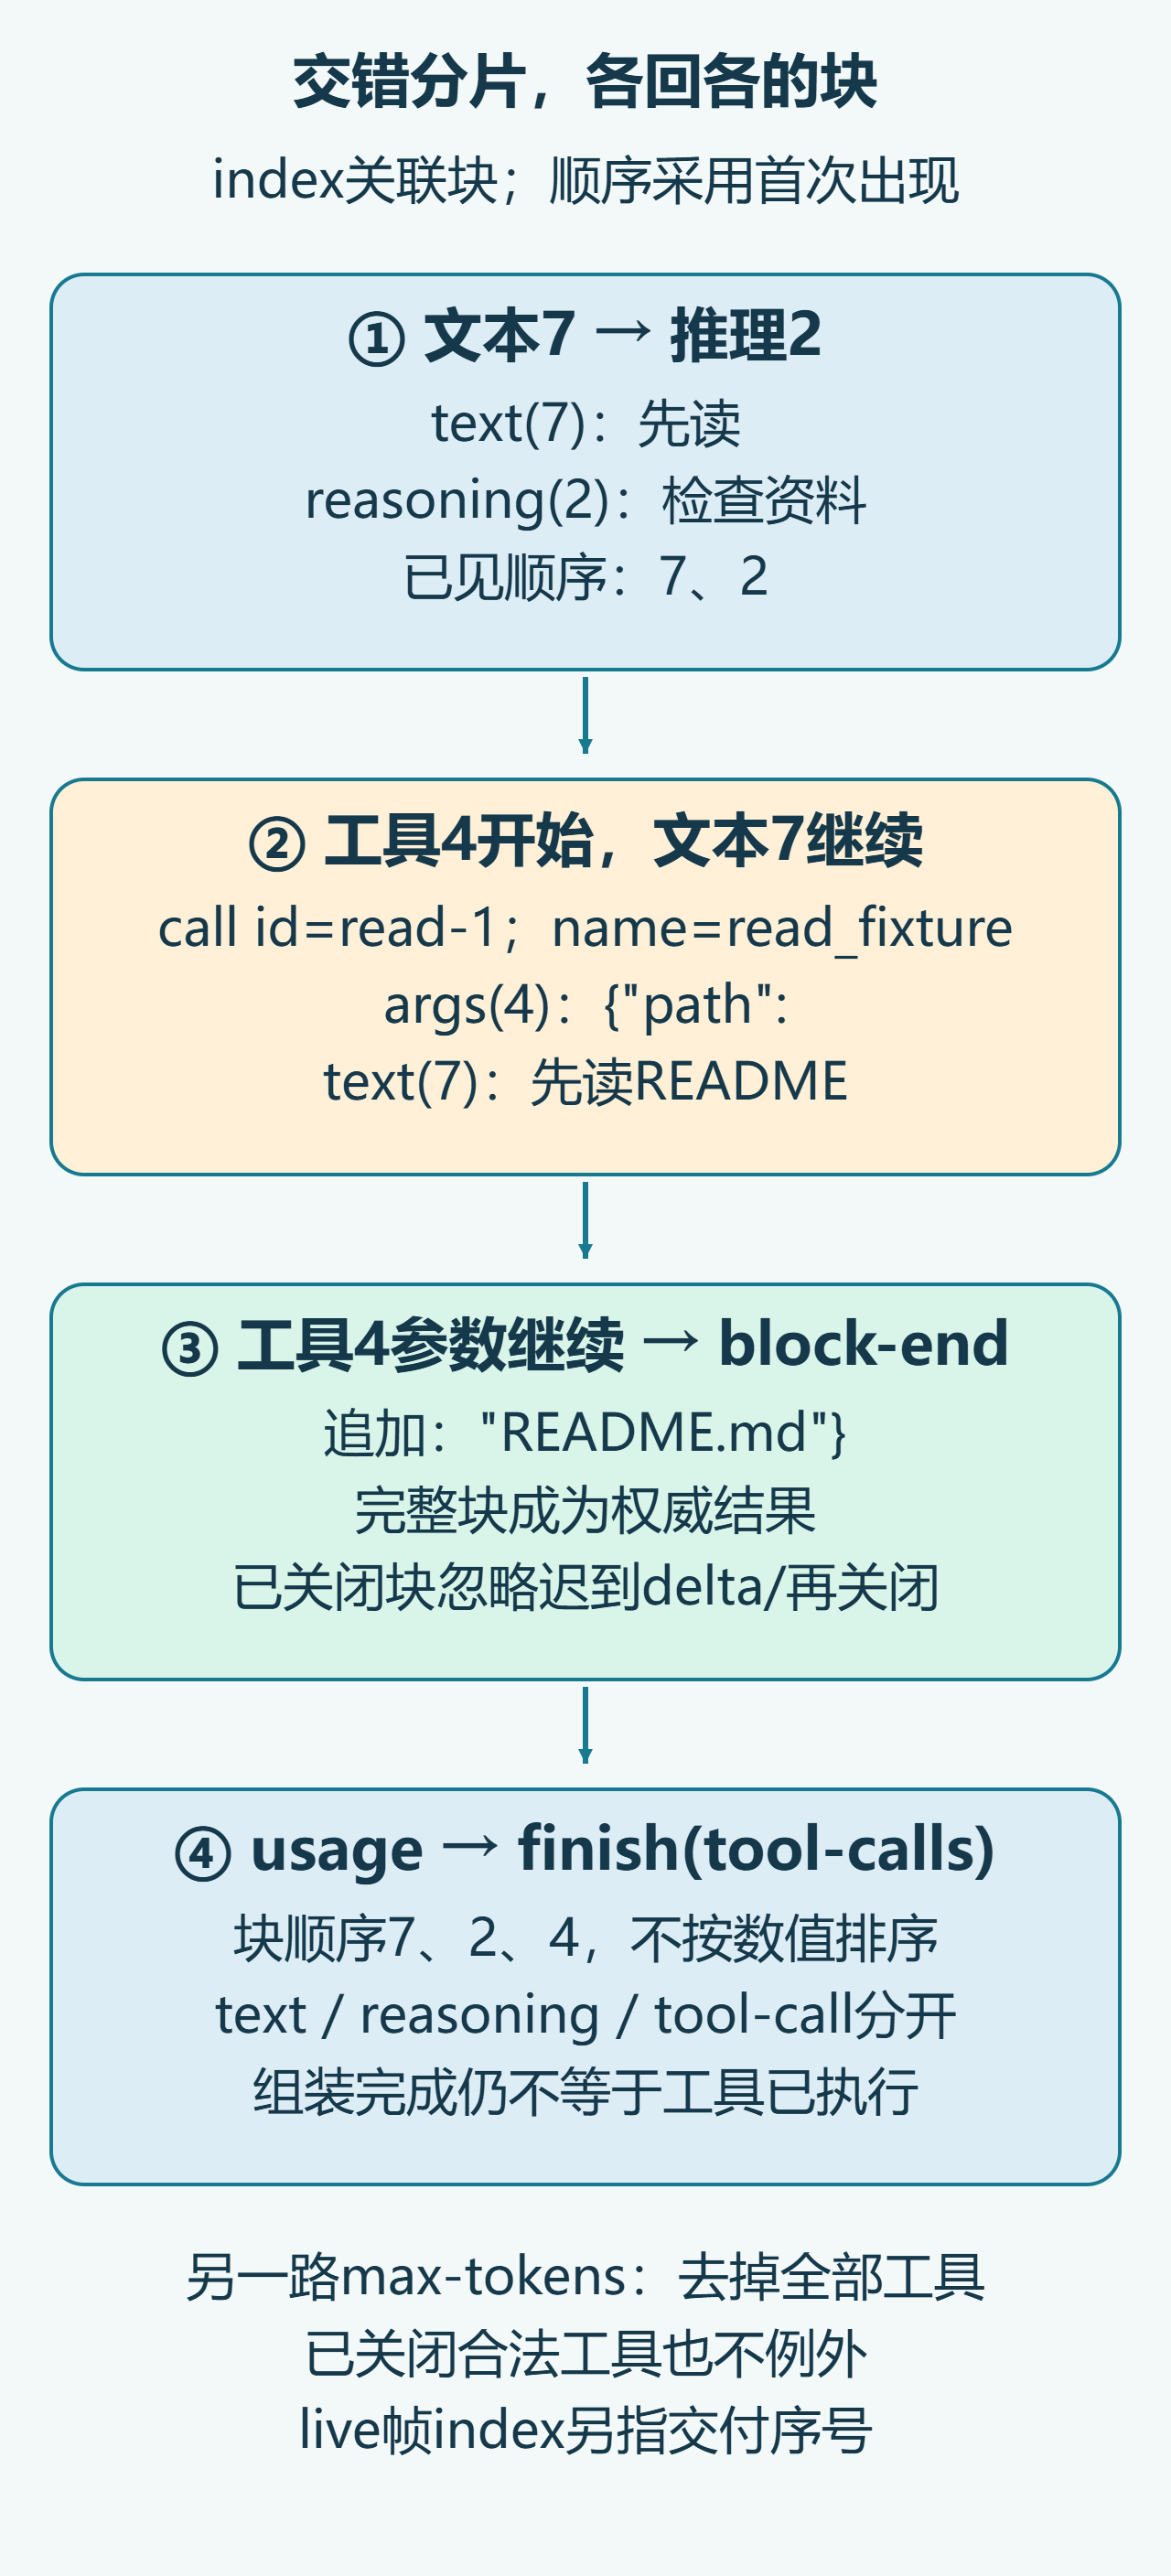 交错分片，各回各的块
index关联块；顺序采用首次出现
① 文本7 → 推理2
text(7)：先读
reasoning(2)：检查资料
已见顺序：7、2
② 工具4开始，文本7继续
call id=read-1；name=read_fixture
args(4)：{"path":
text(7)：先读README
③ 工具4参数继续 → block-end
追加："README.md"}
完整块成为权威结果
已关闭块忽略迟到delta/再关闭
④ usage → finish(tool-calls)
块顺序7、2、4，不按数值排序
text / reasoning / tool-call分开
组装完成仍不等于工具已执行
另一路max-tokens：去掉全部工具
已关闭合法工具也不例外
live帧index另指交付序号